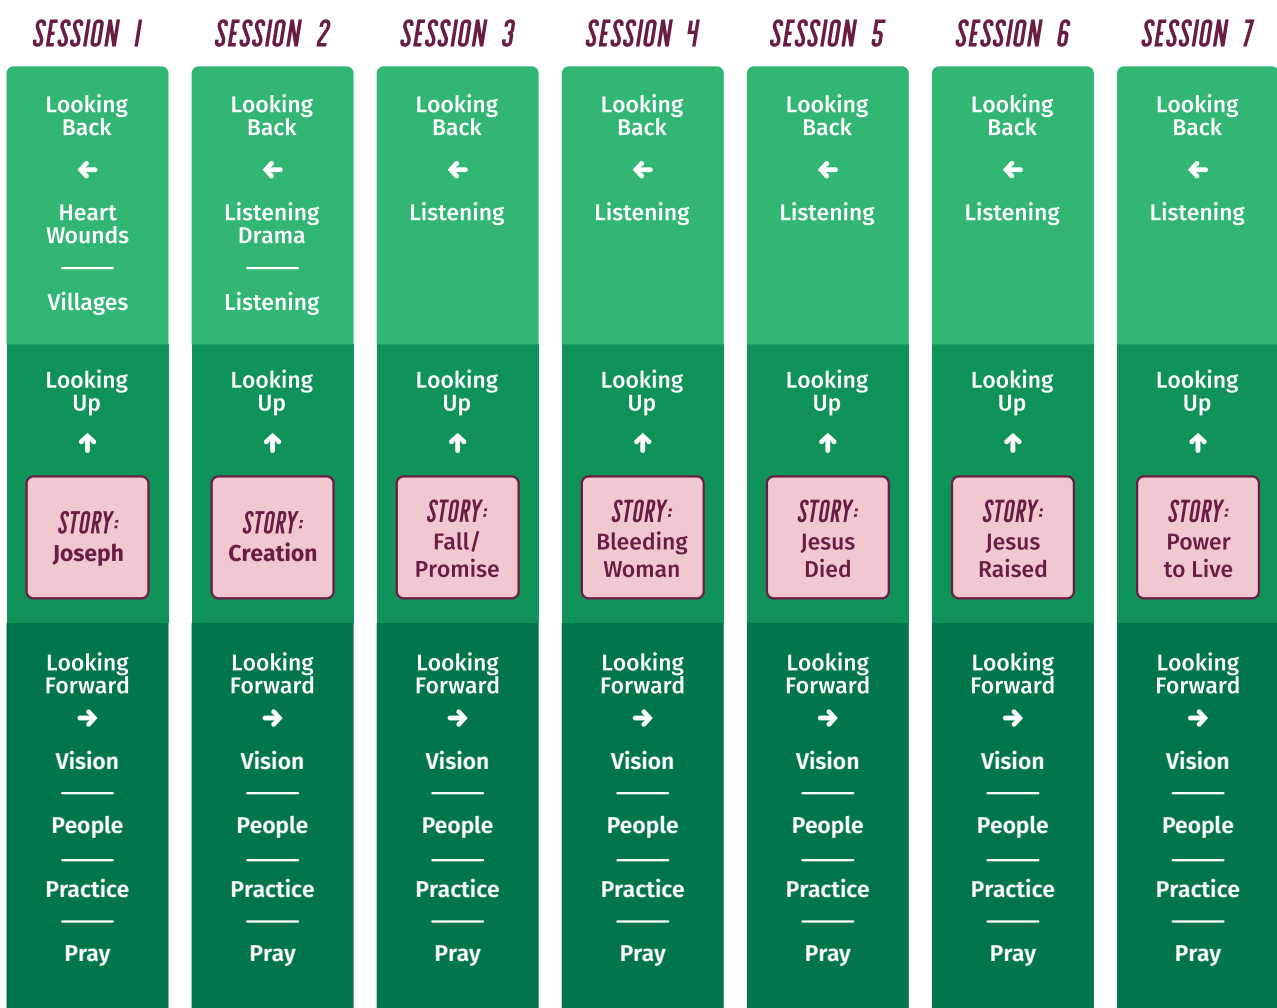 SESSION 1
Looking
Back
Heart
Wounds
Villages
Looking
Up
STORY:
Joseph
Looking
Forward
Vision
People
Practice
Pray
SESSION 2
Looking
Back
Listening
Drama
Listening
Looking
Up
STORY:
Creation
Looking
Forward
Vision
People
Practice
Pray
SESSION 3
Looking
Back
Listening
Looking
Up
STORY:
Fall/
Promise
Looking
Forward
Vision
People
Practice
Pray
SESSION 4
Looking
Back
Listening
Looking
Up
STORY:
Bleeding
Woman
Looking
Forward
Vision
People
Practice
Pray
SESSION 5
Looking
Back
Listening
Looking
Up
STORY:
Jesus
Died
Looking
Forward
Vision
People
Practice
Pray
SESSION 6
Looking
Back
Listening
Looking
Up
STORY:
Jesus
Raised
Looking
Forward
Vision
People
Practice
Pray
SESSION 7
Looking
Back
Listening
Looking
Up
STORY:
Power
to Live
Looking
Forward
Vision
People
Practice
Pray